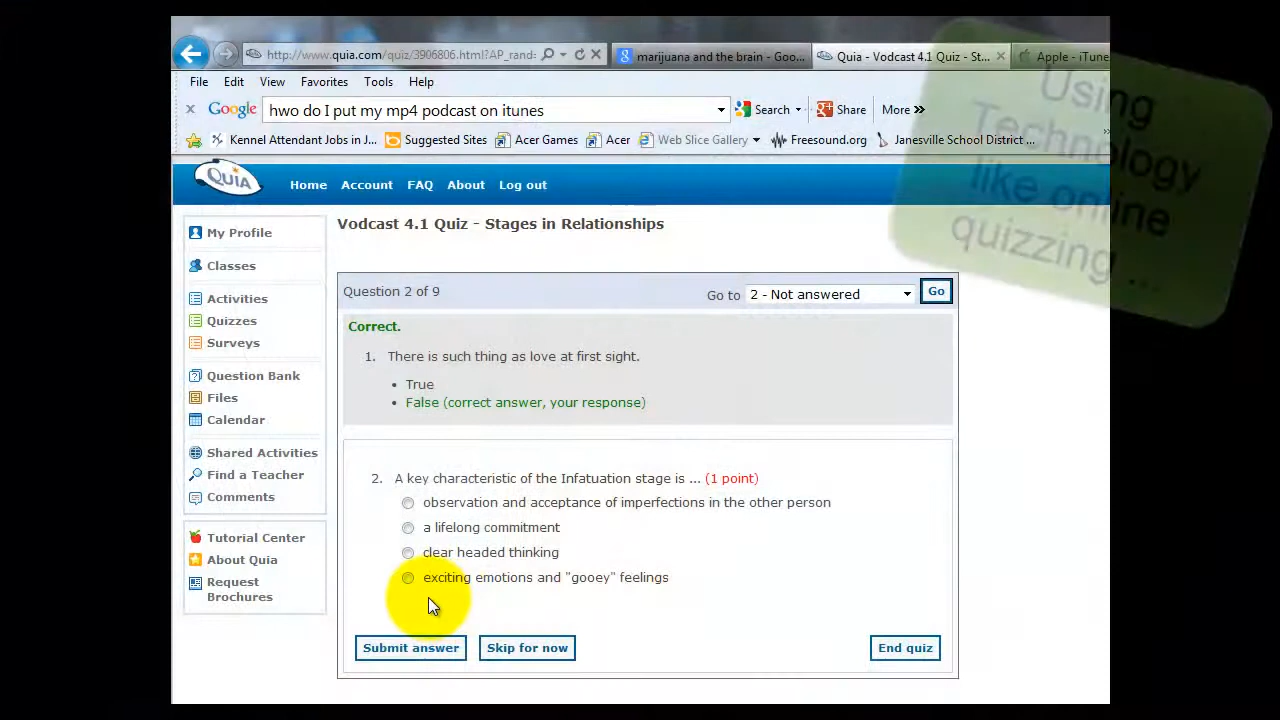 http://www.quia.com/quiz/3906806.html?AP_rand:
marijuana and the brain - Goo...
Quia - Vodcast 4.1 Quiz - St...
Apple - iTune
File Edit View Favorites Tools Help
Google hwo do I put my mp4 podcast on itunes Search Share More »
Kennel Attendant Jobs in J... Suggested Sites Acer Games Acer Web Slice Gallery Freesound.org Janesville School District ...
Using
Technology
like online
quizzing ...
QUIA Home Account FAQ About Log out
My Profile
Classes
Activities
Quizzes
Surveys
Question Bank
Files
Calendar
Shared Activities
Find a Teacher
Comments
Tutorial Center
About Quia
Request
Brochures
Vodcast 4.1 Quiz - Stages in Relationships
Question 2 of 9 Go to 2 - Not answered Go
Correct.
1. There is such thing as love at first sight.
• True
• False (correct answer, your response)
2. A key characteristic of the Infatuation stage is ... (1 point)
observation and acceptance of imperfections in the other person
a lifelong commitment
clear headed thinking
exciting emotions and "gooey" feelings
Submit answer Skip for now End quiz